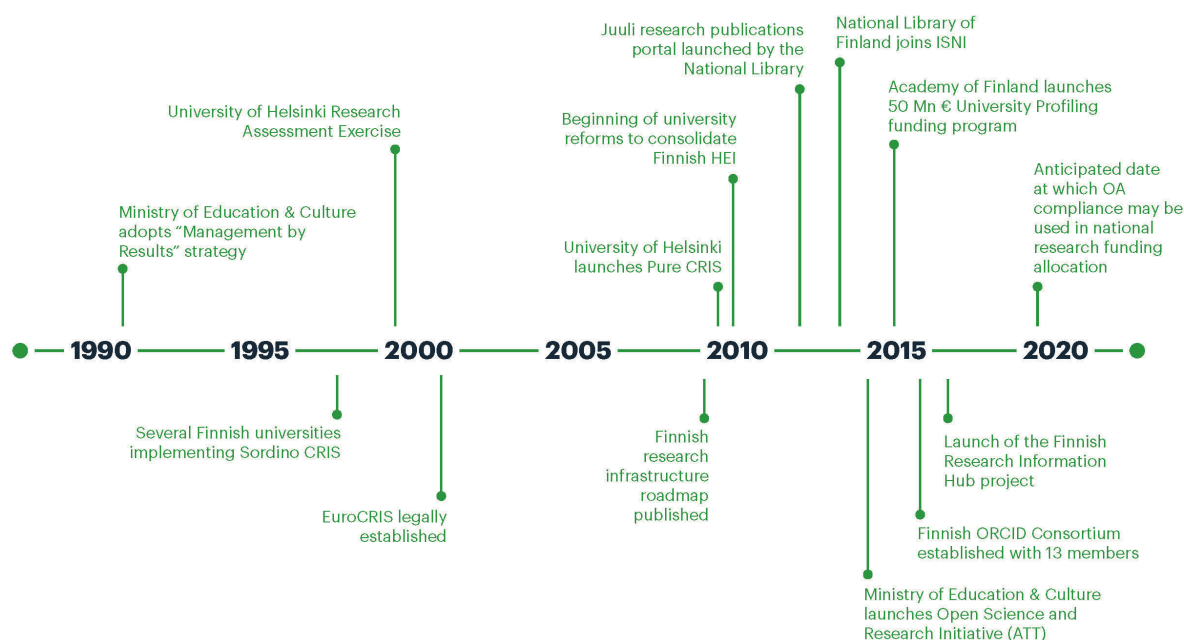 National Library of
Finland joins ISNI
Juuli research publications
portal launched by the
National Library
Academy of Finland launches
50 Mn € University Profiling
funding program
University of Helsinki Research
Assessment Exercise
Beginning of university
reforms to consolidate
Finnish HEI
Anticipated date
at which OA
compliance may be
used in national
research funding
allocation
Ministry of Education & Culture
adopts “Management by
Results” strategy
University of Helsinki
launches Pure CRIS
1990
1995
2000
2005
2010
2015
2020
Several Finnish universities
implementing Sordino CRIS
EuroCRIS legally
established
Finnish
research
infrastructure
roadmap
published
Launch of the Finnish
Research Information
Hub project
Finnish ORCID Consortium
established with 13 members
Ministry of Education & Culture
launches Open Science and
Research Initiative (ATT)